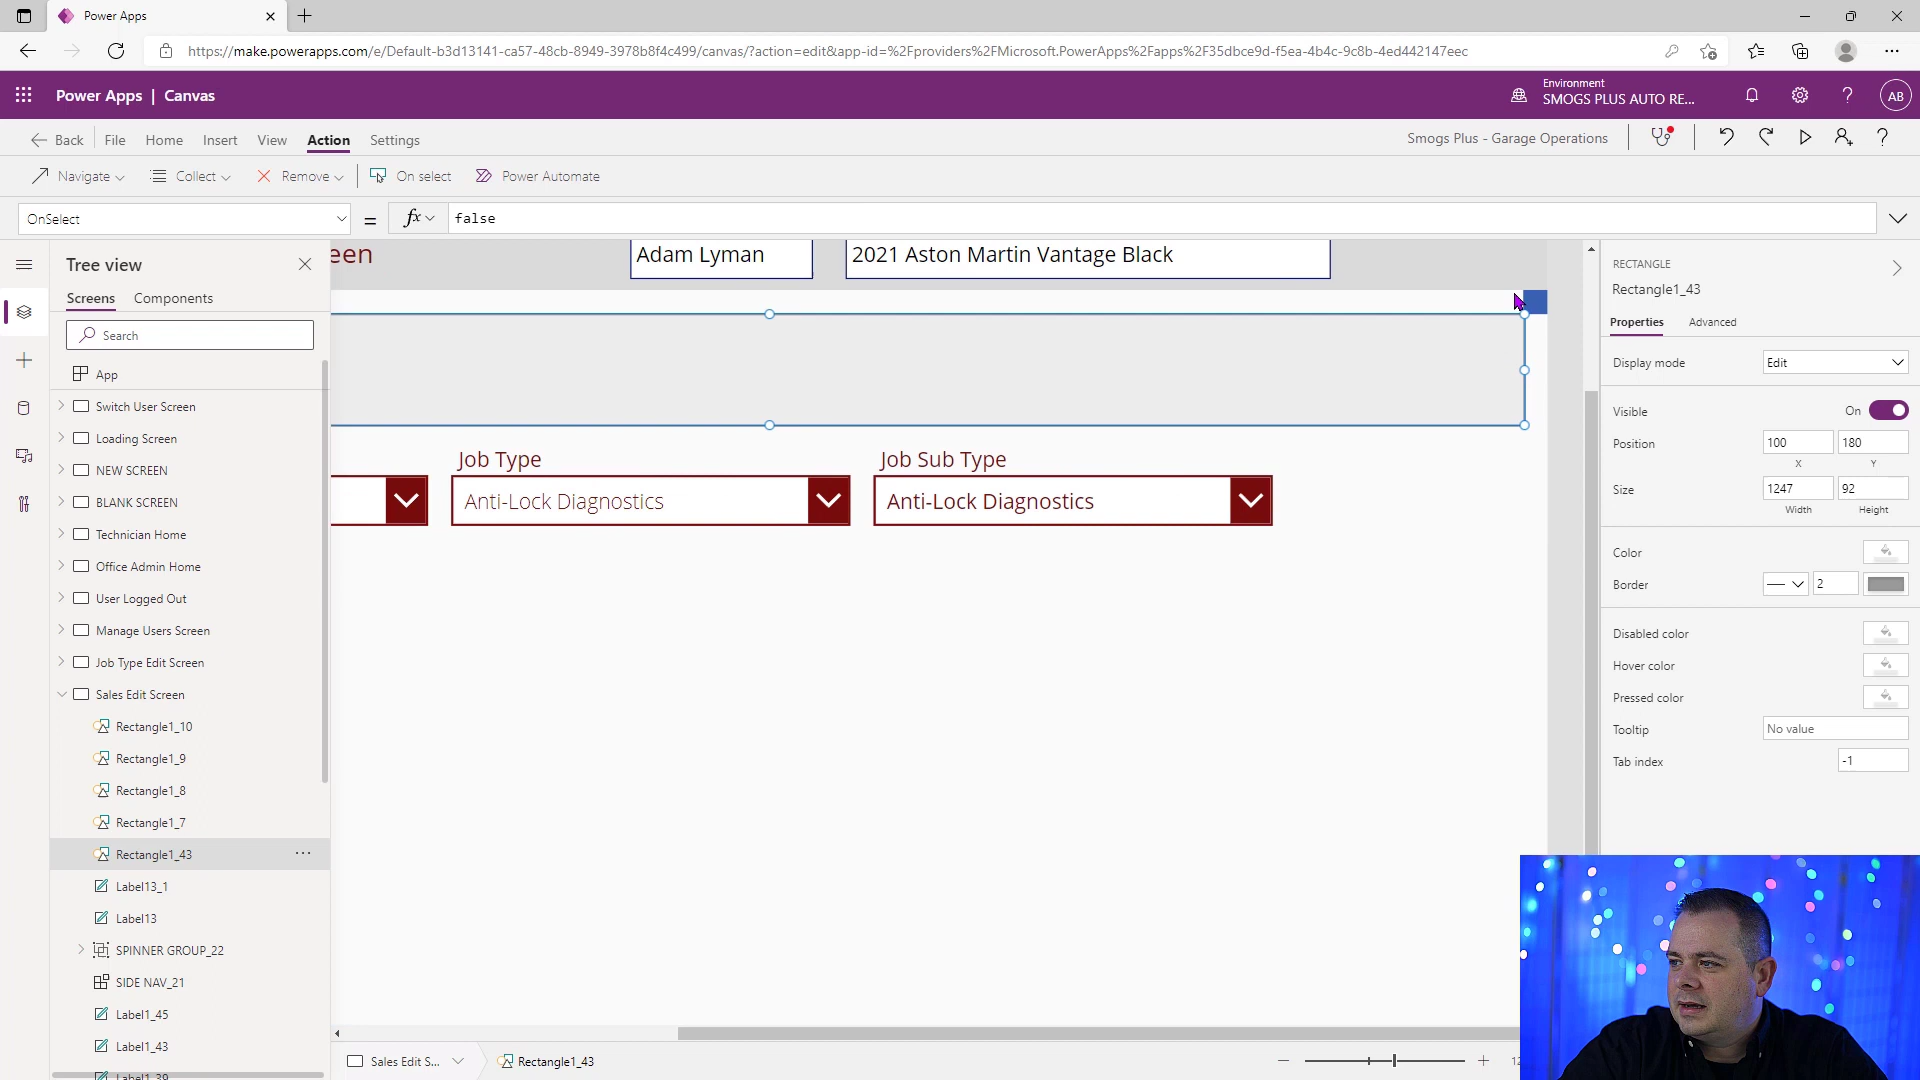 Power Apps
https://make.powerapps.com/e/Default-b3d13141-ca57-48cb-8949-3978b8f4c499/canvas/?action=edit&app-id=%2Fproviders%2FMicrosoft.PowerApps%2Fapps%2F35dbce9d-f5ea-4b4c-9c8b-4ed442147eec
Power Apps | Canvas
Environment
SMOGS PLUS AUTO RE...
AB
Back File Home Insert View Action Settings
Smogs Plus - Garage Operations
Navigate Collect Remove On select Power Automate
OnSelect = fx false
Tree view
Screens Components
Search
App
Switch User Screen
Loading Screen
NEW SCREEN
BLANK SCREEN
Technician Home
Office Admin Home
User Logged Out
Manage Users Screen
Job Type Edit Screen
Sales Edit Screen
Rectangle1_10
Rectangle1_9
Rectangle1_8
Rectangle1_7
Rectangle1_43
Label13_1
Label13
SPINNER GROUP_22
SIDE NAV_21
Label1_45
Label1_43
Label1_39
een
Adam Lyman
2021 Aston Martin Vantage Black
Job Type
Job Sub Type
Anti-Lock Diagnostics
Anti-Lock Diagnostics
Sales Edit S...
Rectangle1_43
RECTANGLE
Rectangle1_43
Properties Advanced
Display mode Edit
Visible On
Position 100 180
X Y
Size 1247 92
Width Height
Color
Border 2
Disabled color
Hover color
Pressed color
Tooltip No value
Tab index -1